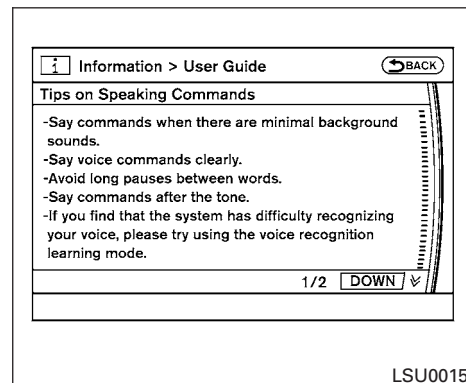 i Information > User Guide BACK
Tips on Speaking Commands
-Say commands when there are minimal background
sounds.
-Say voice commands clearly.
-Avoid long pauses between words.
-Say commands after the tone.
-If you find that the system has difficulty recognizing
your voice, please try using the voice recognition
learning mode.
1/2 DOWN
LSU0015